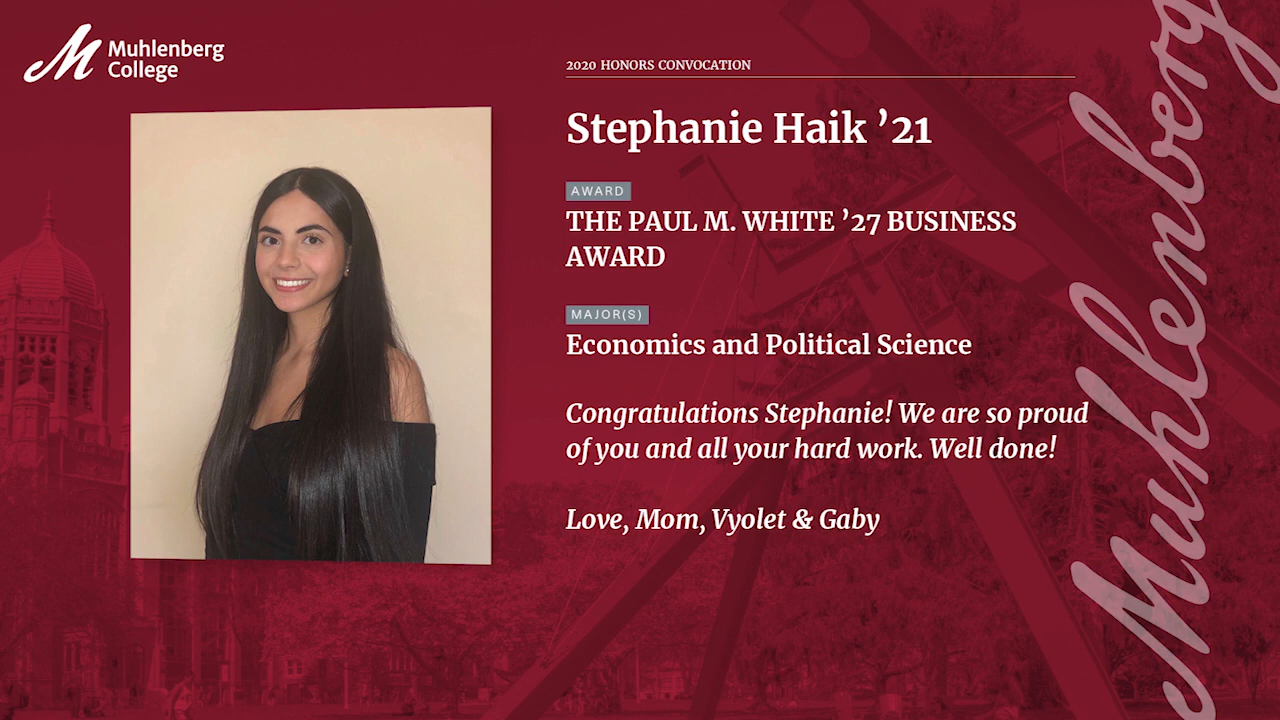 Muhlenberg
College
2020 HONORS CONVOCATION
Stephanie Haik ’21
AWARD
THE PAUL M. WHITE ’27 BUSINESS
AWARD
MAJOR(S)
Economics and Political Science
Congratulations Stephanie! We are so proud
of you and all your hard work. Well done!
Love, Mom, Vyolet & Gaby
Muhlenberg